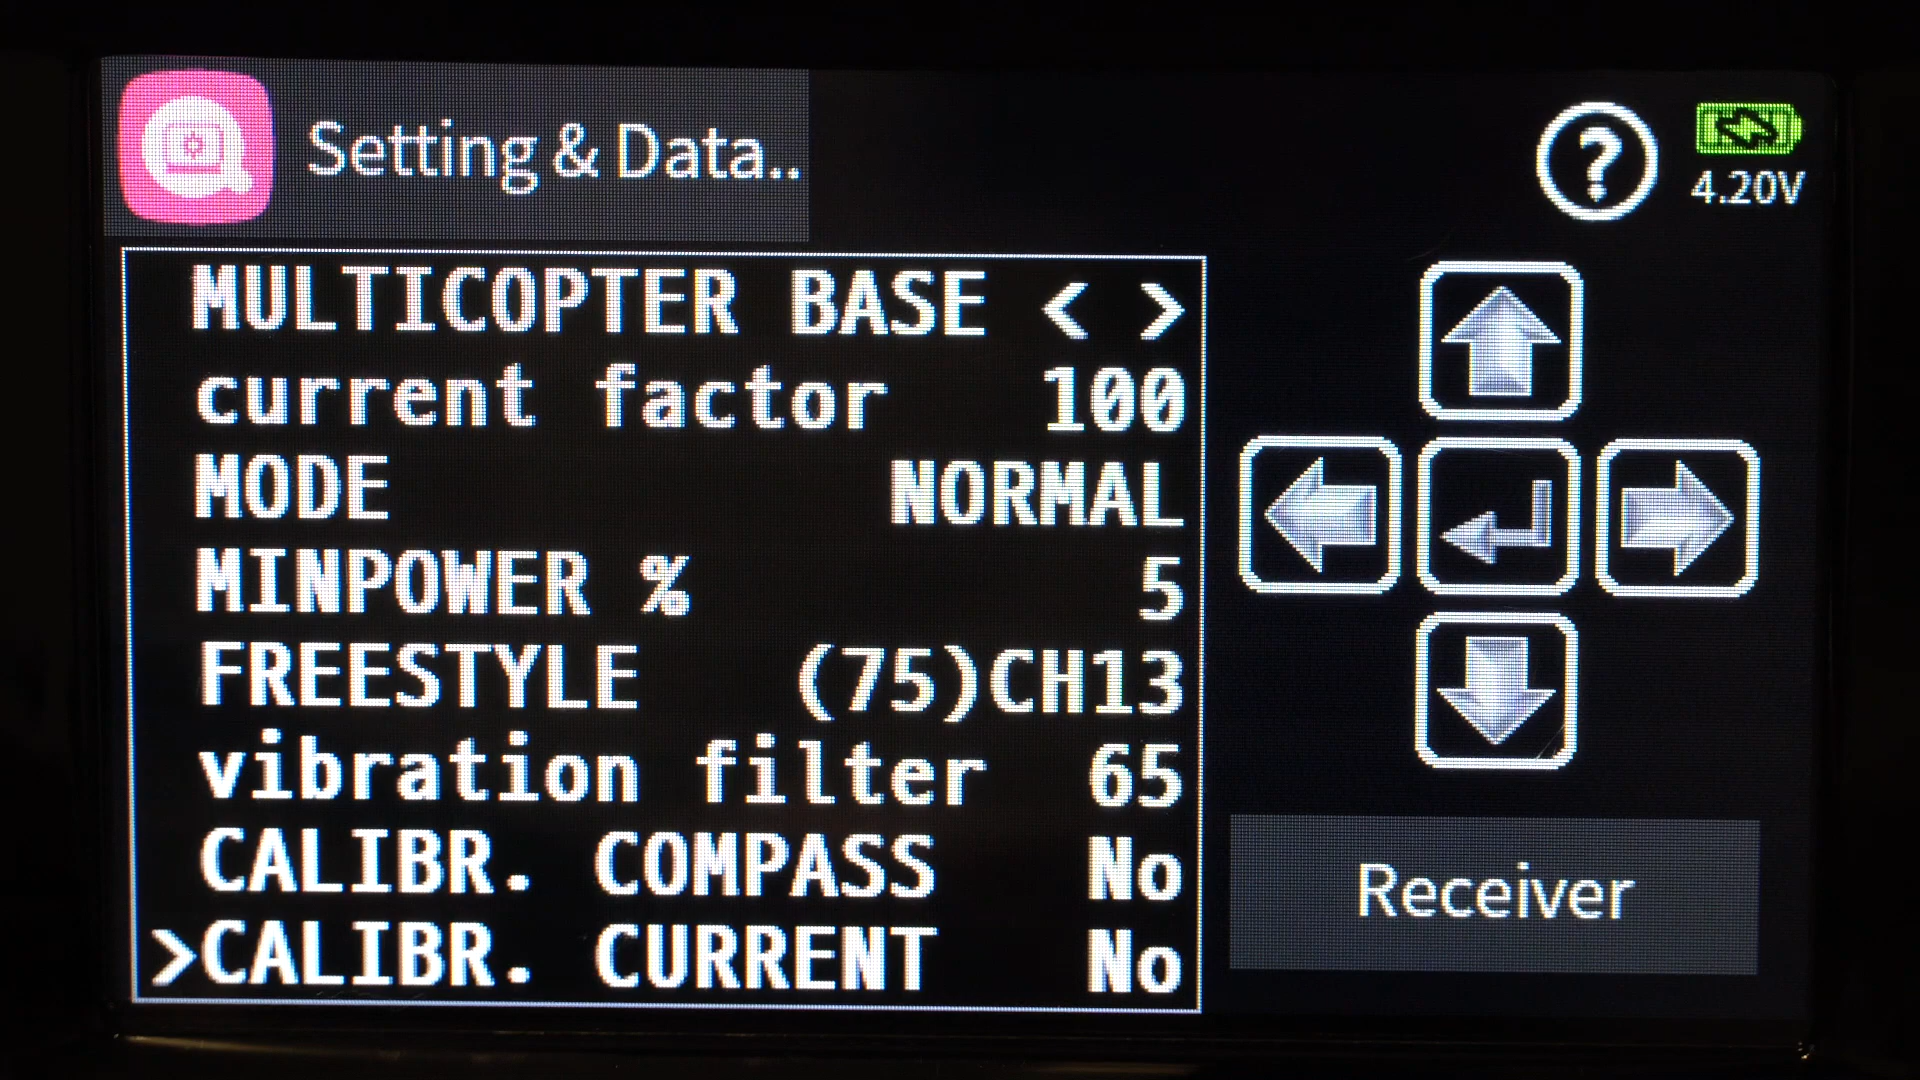 Setting & Data..
4.20V
MULTICOPTER BASE < >
current factor 100
MODE NORMAL
MINPOWER % 5
FREESTYLE (75)CH13
vibration filter 65
CALIBR. COMPASS No
>CALIBR. CURRENT No
Receiver